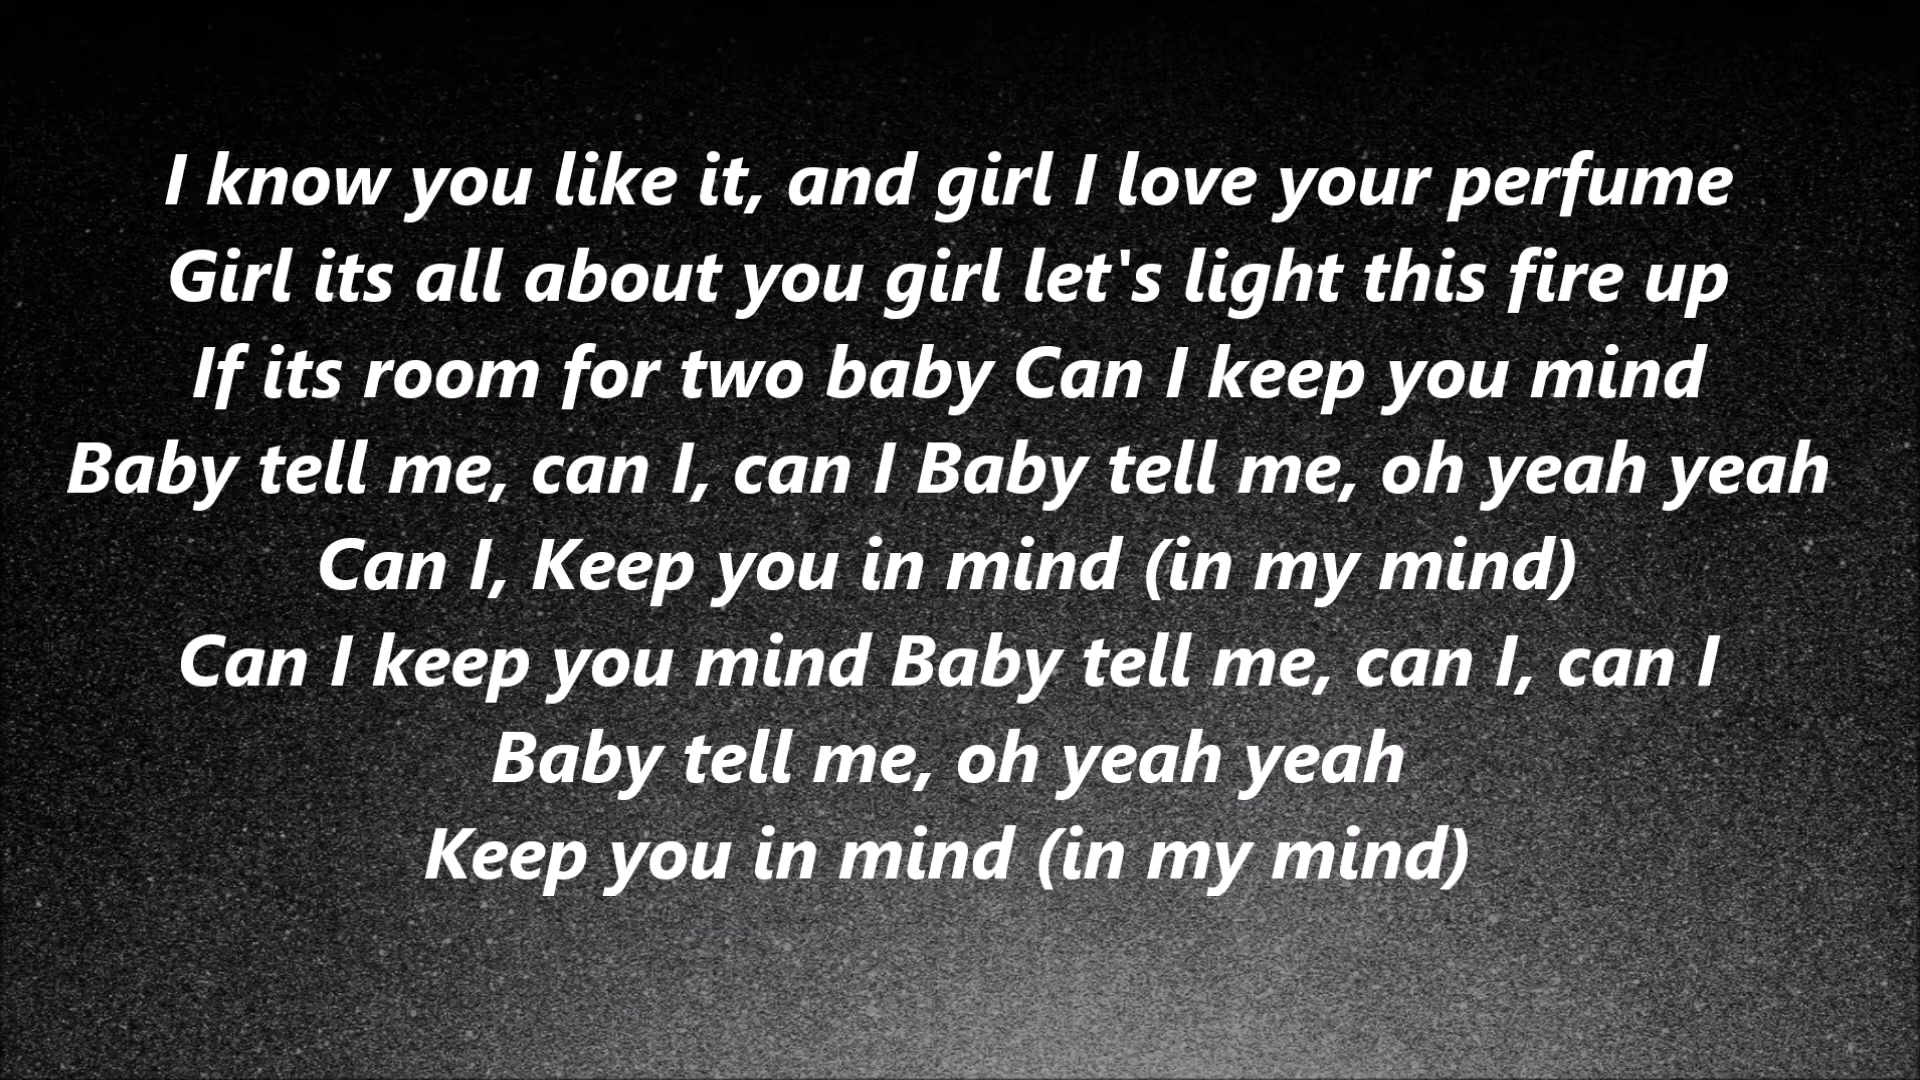 I know you like it, and girl I love your perfume
Girl its all about you girl let's light this fire up
If its room for two baby Can I keep you mind
Baby tell me, can I, can I Baby tell me, oh yeah yeah
Can I, Keep you in mind (in my mind)
Can I keep you mind Baby tell me, can I, can I
Baby tell me, oh yeah yeah
Keep you in mind (in my mind)